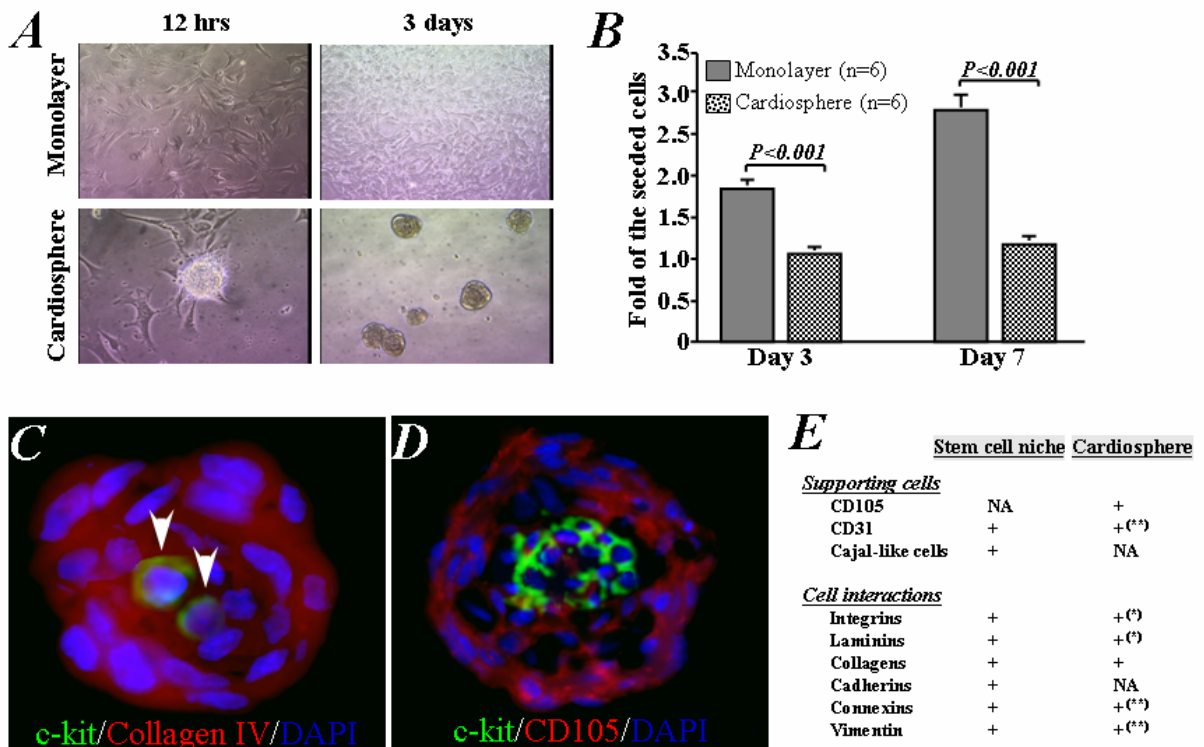 A
12 hrs
3 days
Monolayer
Cardiosphere
B
Fold of the seeded cells
3.5
3.0
2.5
2.0
1.5
1.0
0.5
0
Monolayer (n=6)
Cardiosphere (n=6)
P<0.001
P<0.001
Day 3
Day 7
C
c-kit/Collagen IV/DAPI
D
c-kit/CD105/DAPI
E
Stem cell niche Cardiosphere
Supporting cells
CD105 NA +
CD31 + +(**)
Cajal-like cells + NA
Cell interactions
Integrins + +(*)
Laminins + +(*)
Collagens + +
Cadherins + NA
Connexins + +(**)
Vimentin + +(**)